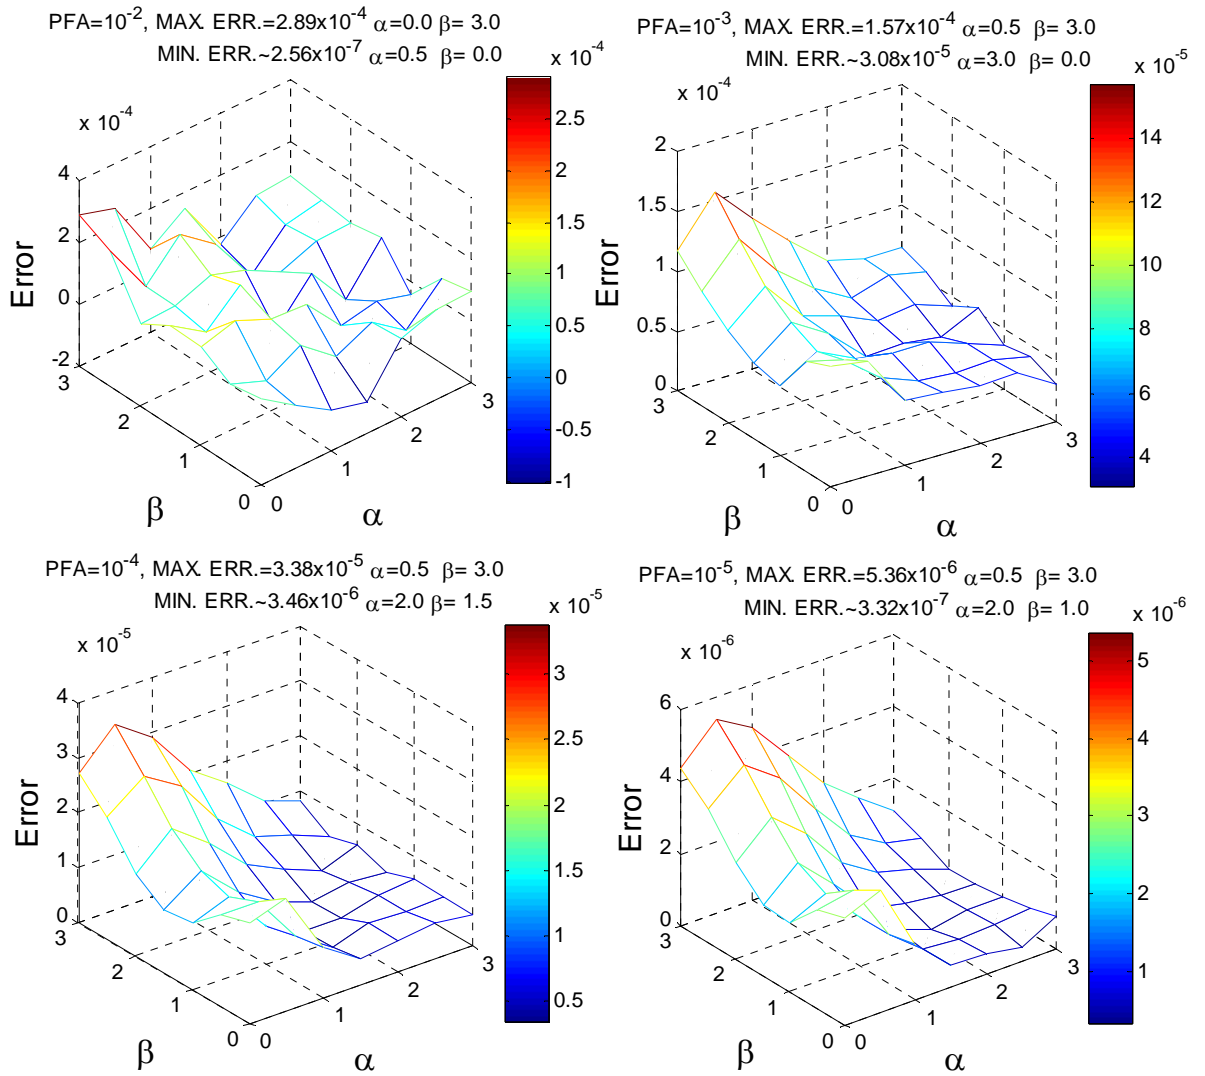 PFA=10^-2, MAX. ERR.=2.89x10^-4 α=0.0 β= 3.0
MIN. ERR.~2.56x10^-7 α=0.5 β= 0.0
x 10^-4
x 10^-4
4
2
0
-2
Error
3
2
1
0
β
0
1
2
3
α
2.5
2
1.5
1
0.5
0
-0.5
-1
PFA=10^-3, MAX. ERR.=1.57x10^-4 α=0.5 β= 3.0
MIN. ERR.~3.08x10^-5 α=3.0 β= 0.0
x 10^-4
x 10^-5
2
1.5
1
0.5
0
Error
3
2
1
0
β
0
1
2
3
α
14
12
10
8
6
4
PFA=10^-4, MAX. ERR.=3.38x10^-5 α=0.5 β= 3.0
MIN. ERR.~3.46x10^-6 α=2.0 β= 1.5
x 10^-5
x 10^-5
4
3
2
1
0
Error
3
2
1
0
β
0
1
2
3
α
3
2.5
2
1.5
1
0.5
PFA=10^-5, MAX. ERR.=5.36x10^-6 α=0.5 β= 3.0
MIN. ERR.~3.32x10^-7 α=2.0 β= 1.0
x 10^-6
x 10^-6
6
4
2
0
Error
3
2
1
0
β
0
1
2
3
α
5
4
3
2
1